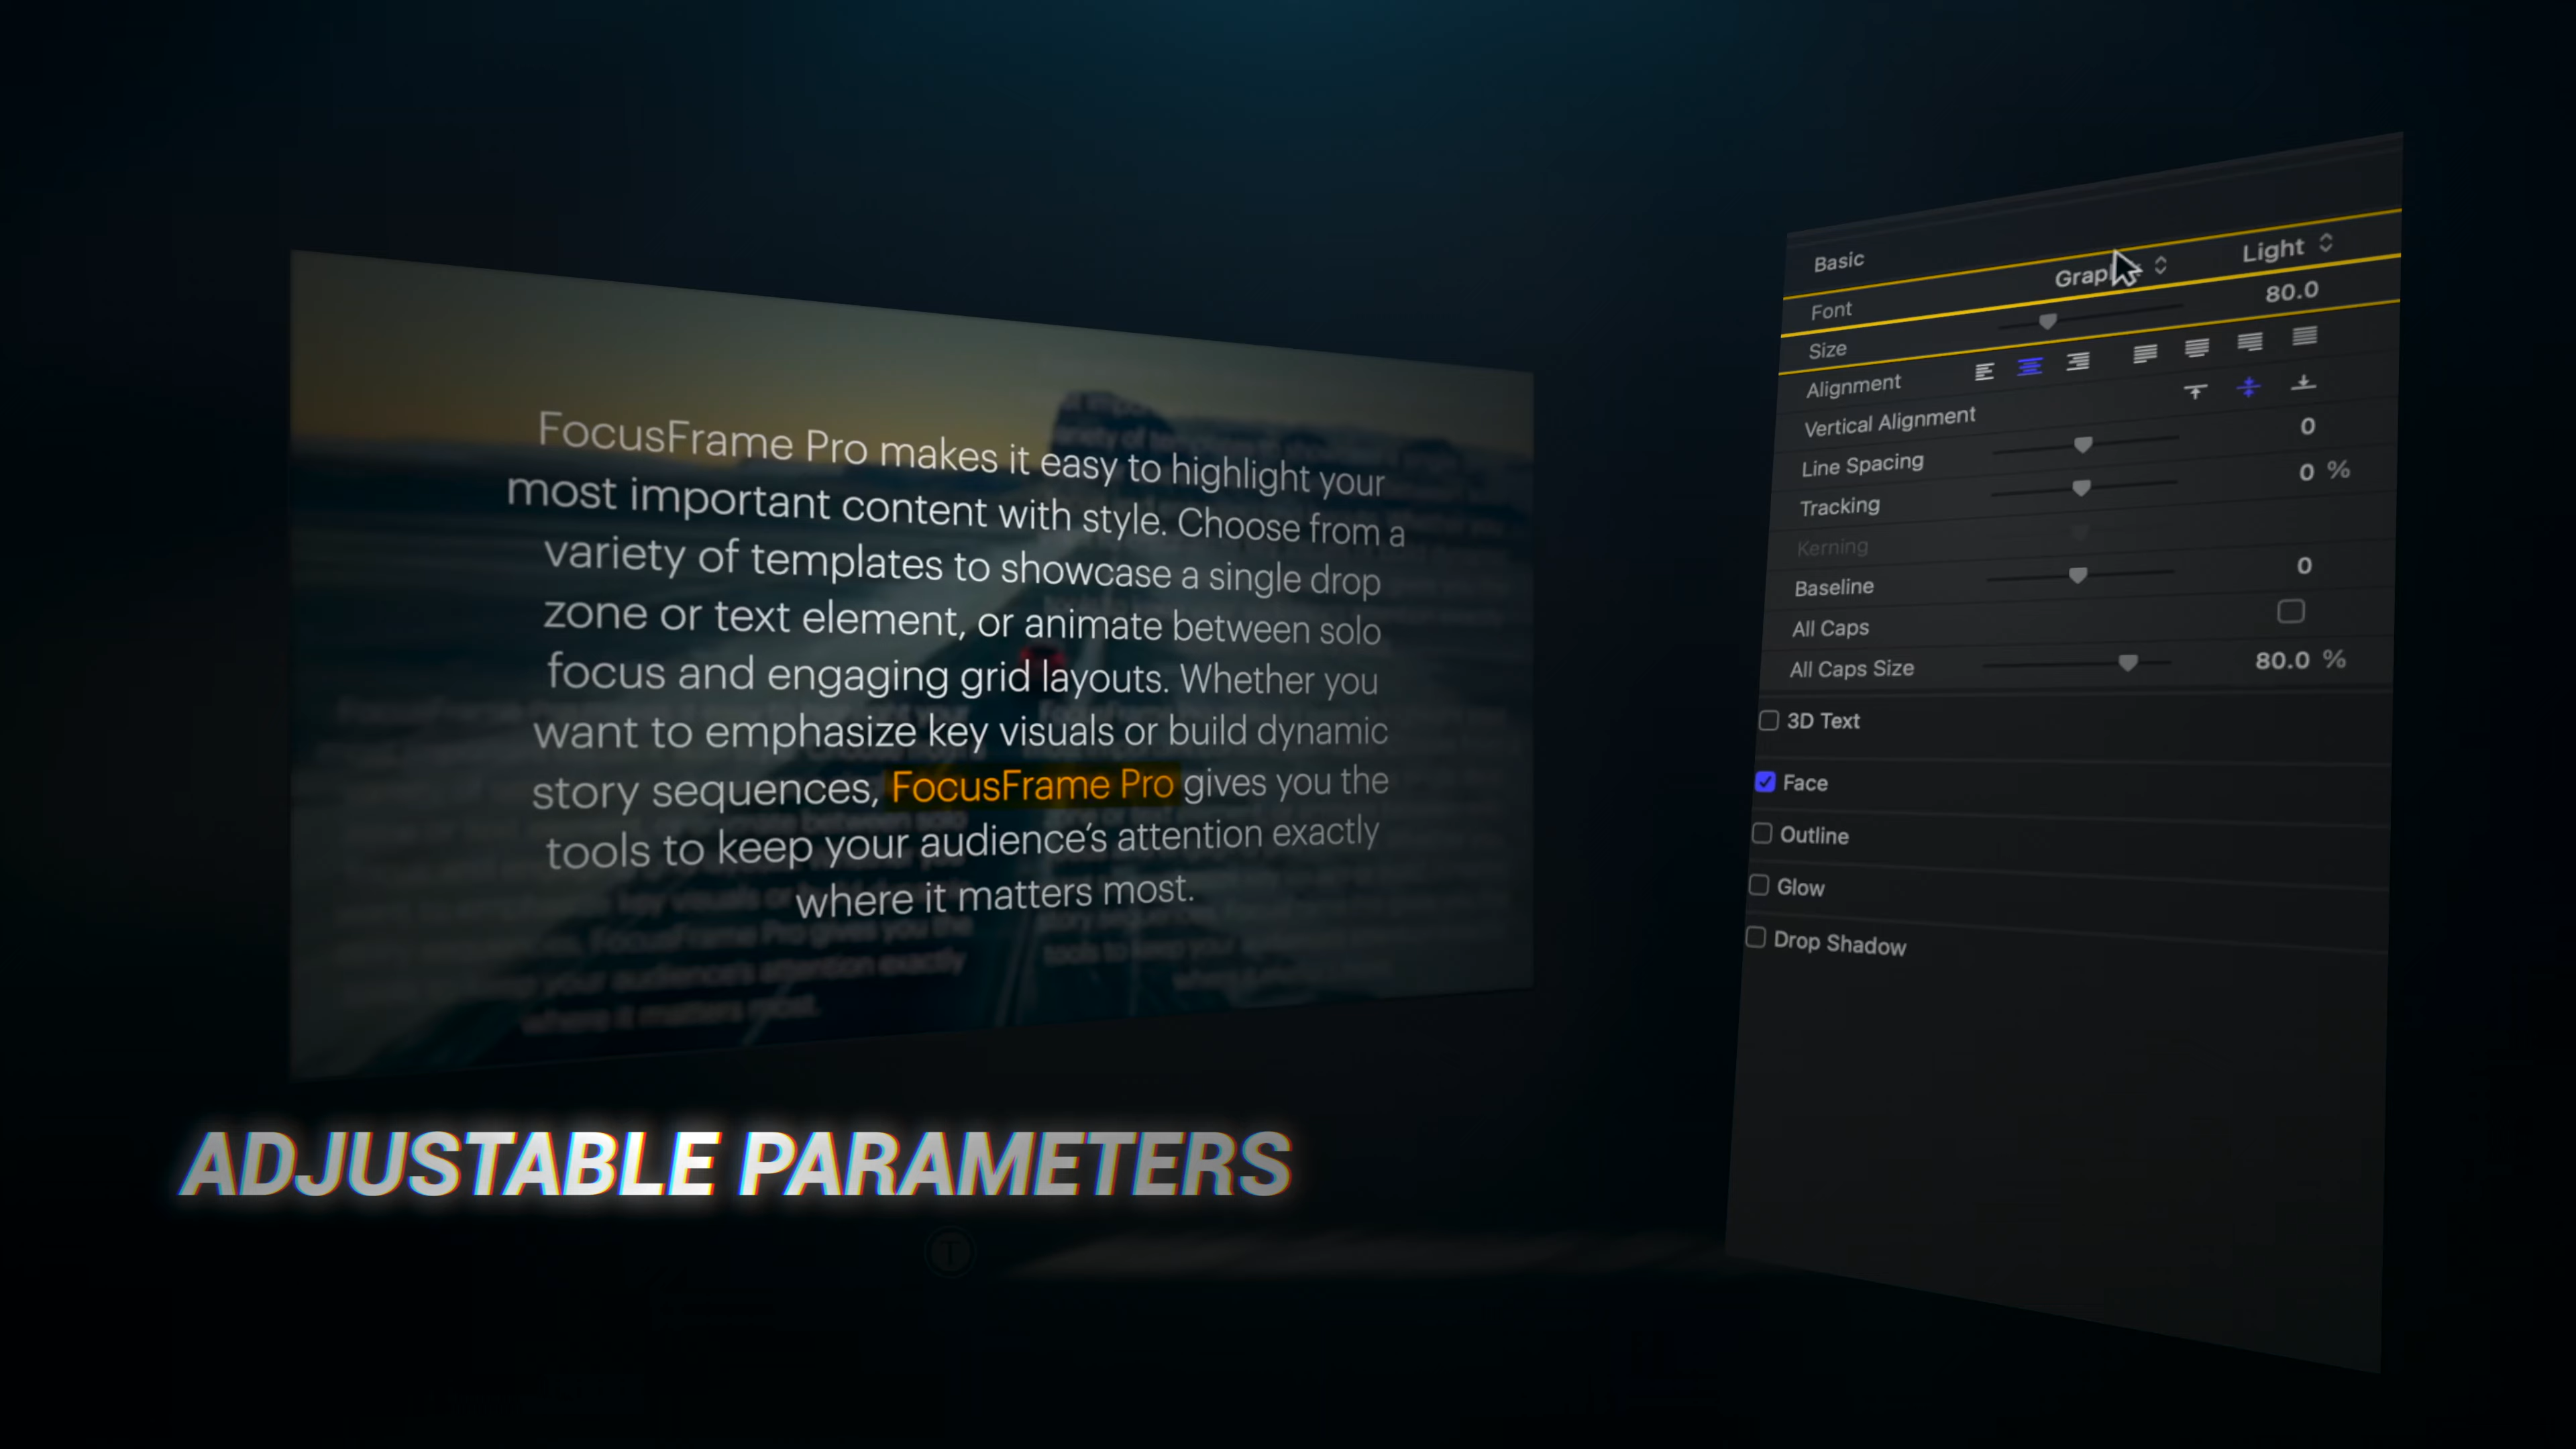 FocusFrame Pro makes it easy to highlight your
most important content with style. Choose from a
variety of templates to showcase a single drop
zone or text element, or animate between solo
focus and engaging grid layouts. Whether you
want to emphasize key visuals or build dynamic
story sequences, FocusFrame Pro gives you the
tools to keep your audience's attention exactly
where it matters most.
ADJUSTABLE PARAMETERS
Basic
Font Light
Size 80.0
Alignment
Vertical Alignment
Line Spacing 0
Tracking 0 %
Kerning
Baseline 0
All Caps
All Caps Size 80.0 %
3D Text
Face
Outline
Glow
Drop Shadow